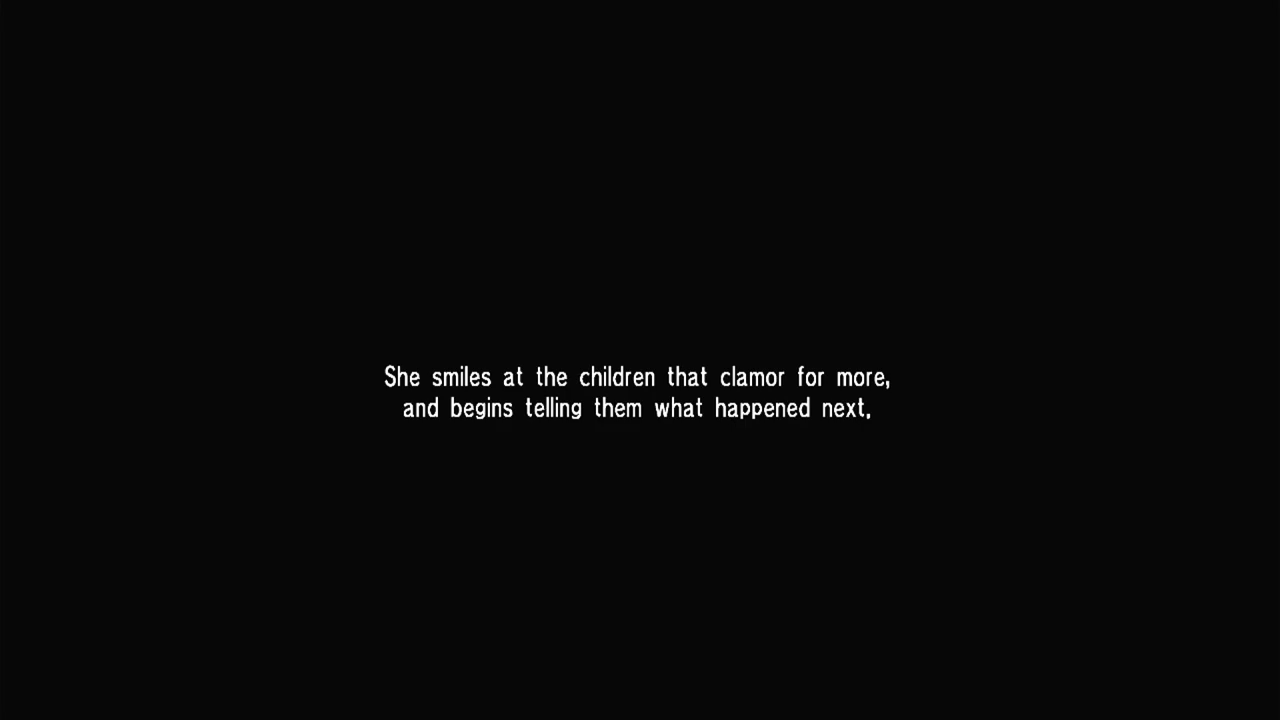 She smiles at the children that clamor for more,
and begins telling them what happened next.